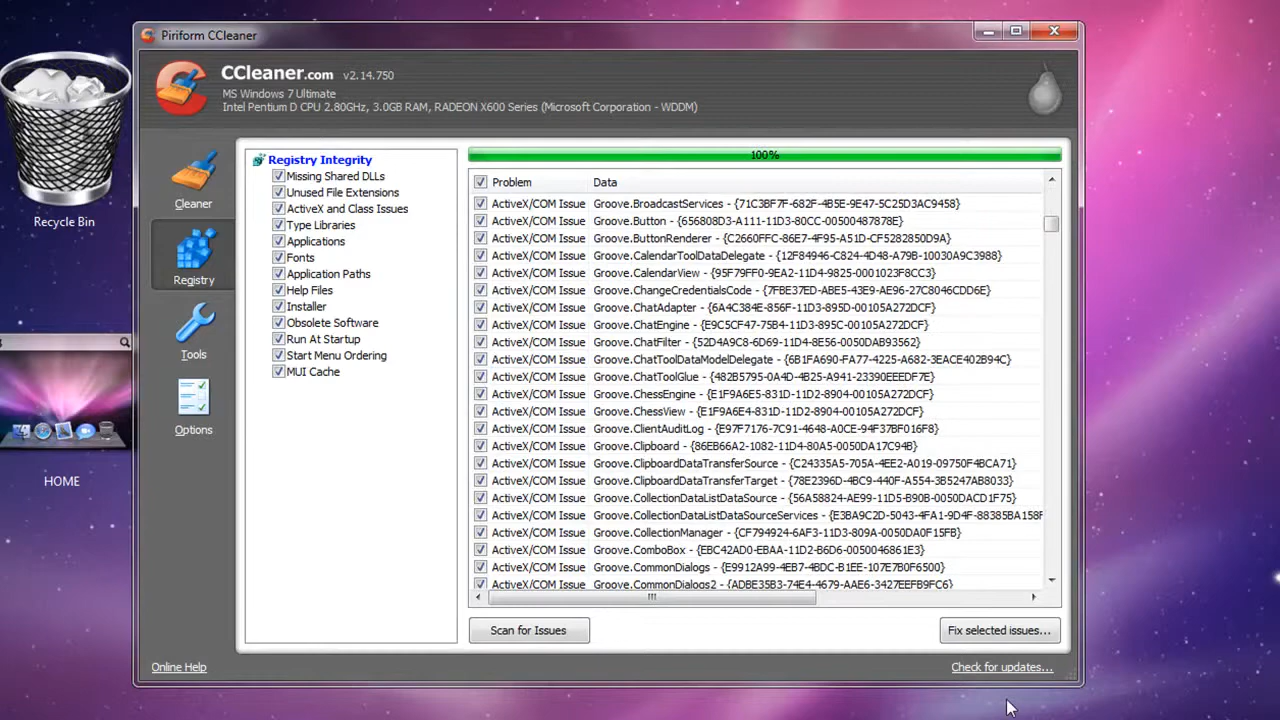 Piriform CCleaner
CCleaner.com v2.14.750
MS Windows 7 Ultimate
Intel Pentium D CPU 2.80GHz, 3.0GB RAM, RADEON X600 Series (Microsoft Corporation - WDDM)
Recycle Bin
HOME
Cleaner
Registry
Tools
Options
Registry Integrity
Missing Shared DLLs
Unused File Extensions
ActiveX and Class Issues
Type Libraries
Applications
Fonts
Application Paths
Help Files
Installer
Obsolete Software
Run At Startup
Start Menu Ordering
MUI Cache
100%
Problem Data
ActiveX/COM Issue Groove.BroadcastServices - {71C3BF7F-682F-4B5E-9E47-5C25D3AC9458}
ActiveX/COM Issue Groove.Button - {656808D3-A111-11D3-80CC-00500487878E}
ActiveX/COM Issue Groove.ButtonRenderer - {C2660FFC-86E7-4F95-A51D-CF5282850D9A}
ActiveX/COM Issue Groove.CalendarToolDataDelegate - {12F84946-C824-4D48-A79B-10030A9C3988}
ActiveX/COM Issue Groove.CalendarView - {95F79FF0-9EA2-11D4-9825-0001023F8CC3}
ActiveX/COM Issue Groove.ChangeCredentialsCode - {7FBE37ED-ABE5-43E9-AE96-27C8046CDD6E}
ActiveX/COM Issue Groove.ChatAdapter - {6A4C384E-856F-11D3-895D-00105A272DCF}
ActiveX/COM Issue Groove.ChatEngine - {E9C5CF47-75B4-11D3-895C-00105A272DCF}
ActiveX/COM Issue Groove.ChatFilter - {52D4A9C8-6D69-11D4-8E56-0050DAB93562}
ActiveX/COM Issue Groove.ChatToolDataModelDelegate - {6B1FA690-FA77-4225-A682-3EACE402B94C}
ActiveX/COM Issue Groove.ChatToolGlue - {482B5795-0A4D-4B25-A941-23390EEEDF7E}
ActiveX/COM Issue Groove.ChessEngine - {E1F9A6E5-831D-11D2-8904-00105A272DCF}
ActiveX/COM Issue Groove.ChessView - {E1F9A6E4-831D-11D2-8904-00105A272DCF}
ActiveX/COM Issue Groove.ClientAuditLog - {E97F7176-7C91-4648-A0CE-94F37BF016F8}
ActiveX/COM Issue Groove.Clipboard - {86EB66A2-1082-11D4-80A5-0050DA17C94B}
ActiveX/COM Issue Groove.ClipboardDataTransferSource - {C24335A5-705A-4EE2-A019-09750F4BCA71}
ActiveX/COM Issue Groove.ClipboardDataTransferTarget - {78E2396D-4BC9-440F-A554-3B5247AB8033}
ActiveX/COM Issue Groove.CollectionDataListDataSource - {56A58824-AE99-11D5-B90B-0050DACD1F75}
ActiveX/COM Issue Groove.CollectionDataListDataSourceServices - {E3BA9C2D-5043-4FA1-9D4F-88385BA158F
ActiveX/COM Issue Groove.CollectionManager - {CF794924-6AF3-11D3-809A-0050DA0F15FB}
ActiveX/COM Issue Groove.ComboBox - {EBC42AD0-EBAA-11D2-B6D6-0050046861E3}
ActiveX/COM Issue Groove.CommonDialogs - {E9912A99-4EB7-4BDC-B1EE-107E7B0F6500}
ActiveX/COM Issue Groove.CommonDialogs2 - {ADBE35B3-74E4-4679-AAE6-3427EEFB9FC6}
Scan for Issues
Fix selected issues...
Online Help
Check for updates...